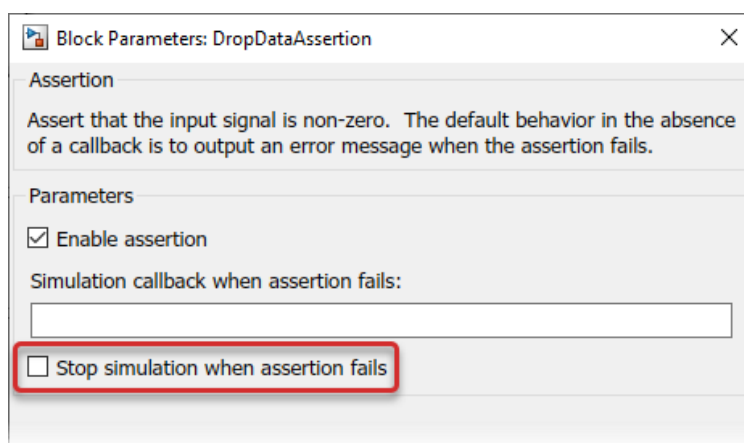 Block Parameters: DropDataAssertion
Assertion
Assert that the input signal is non-zero.  The default behavior in the absence
of a callback is to output an error message when the assertion fails.
Parameters
Enable assertion
Simulation callback when assertion fails:
Stop simulation when assertion fails